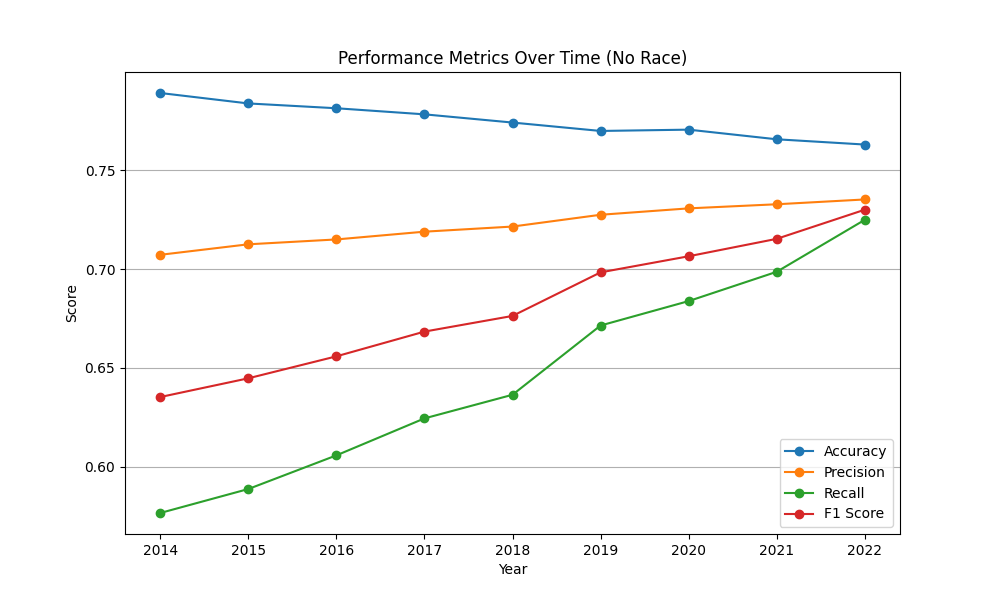 Performance Metrics Over Time (No Race)
Score
0.75
0.70
0.65
0.60
Accuracy
Precision
Recall
F1 Score
2014 2015 2016 2017 2018 2019 2020 2021 2022
Year